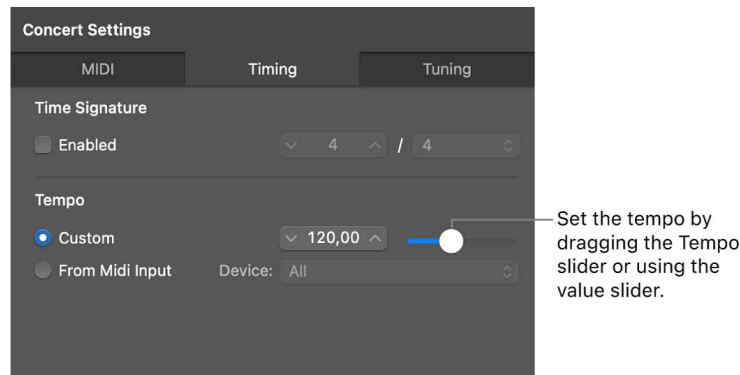 Concert Settings
MIDI Timing Tuning
Time Signature
Enabled 4 / 4
Tempo
Custom 120,00
From Midi Input Device: All
Set the tempo by
dragging the Tempo
slider or using the
value slider.